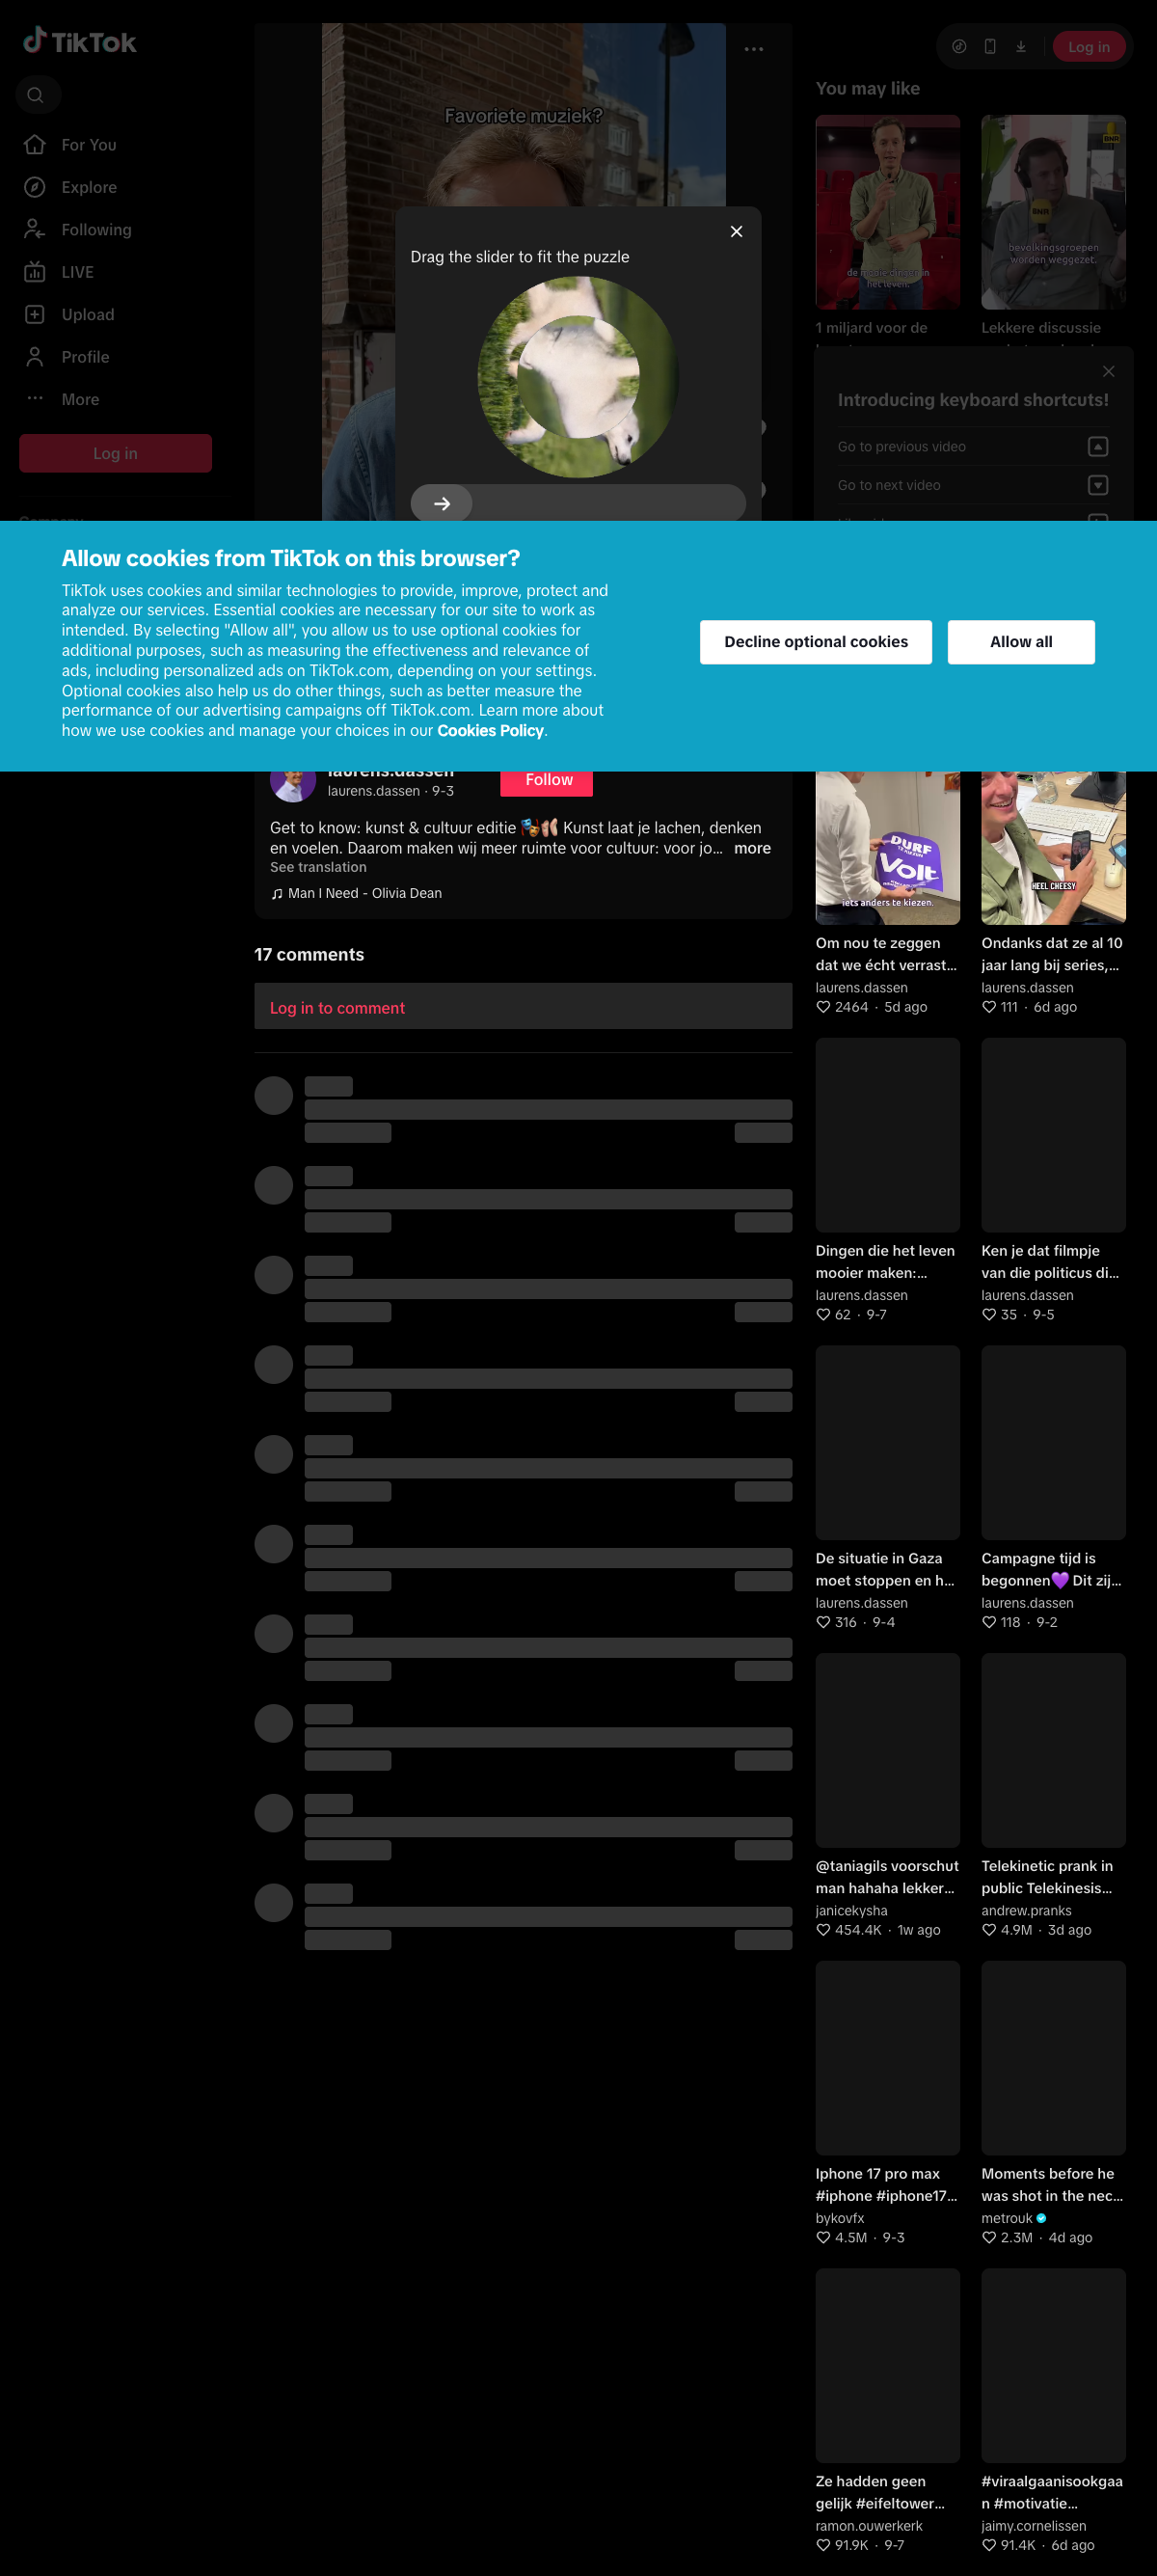 TikTok
For You
Explore
Following
LIVE
Upload
Profile
More
Log in
Company
Favoriete muziek?
Drag the slider to fit the puzzle
Log in
You may like
de mooie dingen in
het leven.
BNR
BNR
bevolkingsgroepen
worden weggezet.
1 miljard voor de
Lekkere discussie
Introducing keyboard shortcuts!
Go to previous video
Go to next video
Allow cookies from TikTok on this browser?
TikTok uses cookies and similar technologies to provide, improve, protect and
analyze our services. Essential cookies are necessary for our site to work as
intended. By selecting "Allow all", you allow us to use optional cookies for
additional purposes, such as measuring the effectiveness and relevance of
ads, including personalized ads on TikTok.com, depending on your settings.
Optional cookies also help us do other things, such as better measure the
performance of our advertising campaigns off TikTok.com. Learn more about
how we use cookies and manage your choices in our Cookies Policy.
Decline optional cookies
Allow all
laurens.dassen
laurens.dassen · 9-3
Follow
Get to know: kunst & cultuur editie 🎭🩰 Kunst laat je lachen, denken
en voelen. Daarom maken wij meer ruimte voor cultuur: voor jo... more
See translation
Man I Need - Olivia Dean
17 comments
Log in to comment
DURF
Volt
iets anders te kiezen.
HEEL CHEESY
Om nou te zeggen
dat we écht verrast...
laurens.dassen
2464 · 5d ago
Ondanks dat ze al 10
jaar lang bij series,...
laurens.dassen
111 · 6d ago
Dingen die het leven
mooier maken:...
laurens.dassen
62 · 9-7
Ken je dat filmpje
van die politicus di...
laurens.dassen
35 · 9-5
De situatie in Gaza
moet stoppen en h...
laurens.dassen
316 · 9-4
Campagne tijd is
begonnen💜 Dit zij...
laurens.dassen
118 · 9-2
@taniagils voorschut
man hahaha lekker...
janicekysha
454.4K · 1w ago
Telekinetic prank in
public Telekinesis...
andrew.pranks
4.9M · 3d ago
Iphone 17 pro max
#iphone #iphone17...
bykovfx
4.5M · 9-3
Moments before he
was shot in the nec...
metrouk
2.3M · 4d ago
Ze hadden geen
gelijk #eifeltower...
ramon.ouwerkerk
91.9K · 9-7
#viraalgaanisookgaa
n #motivatie...
jaimy.cornelissen
91.4K · 6d ago